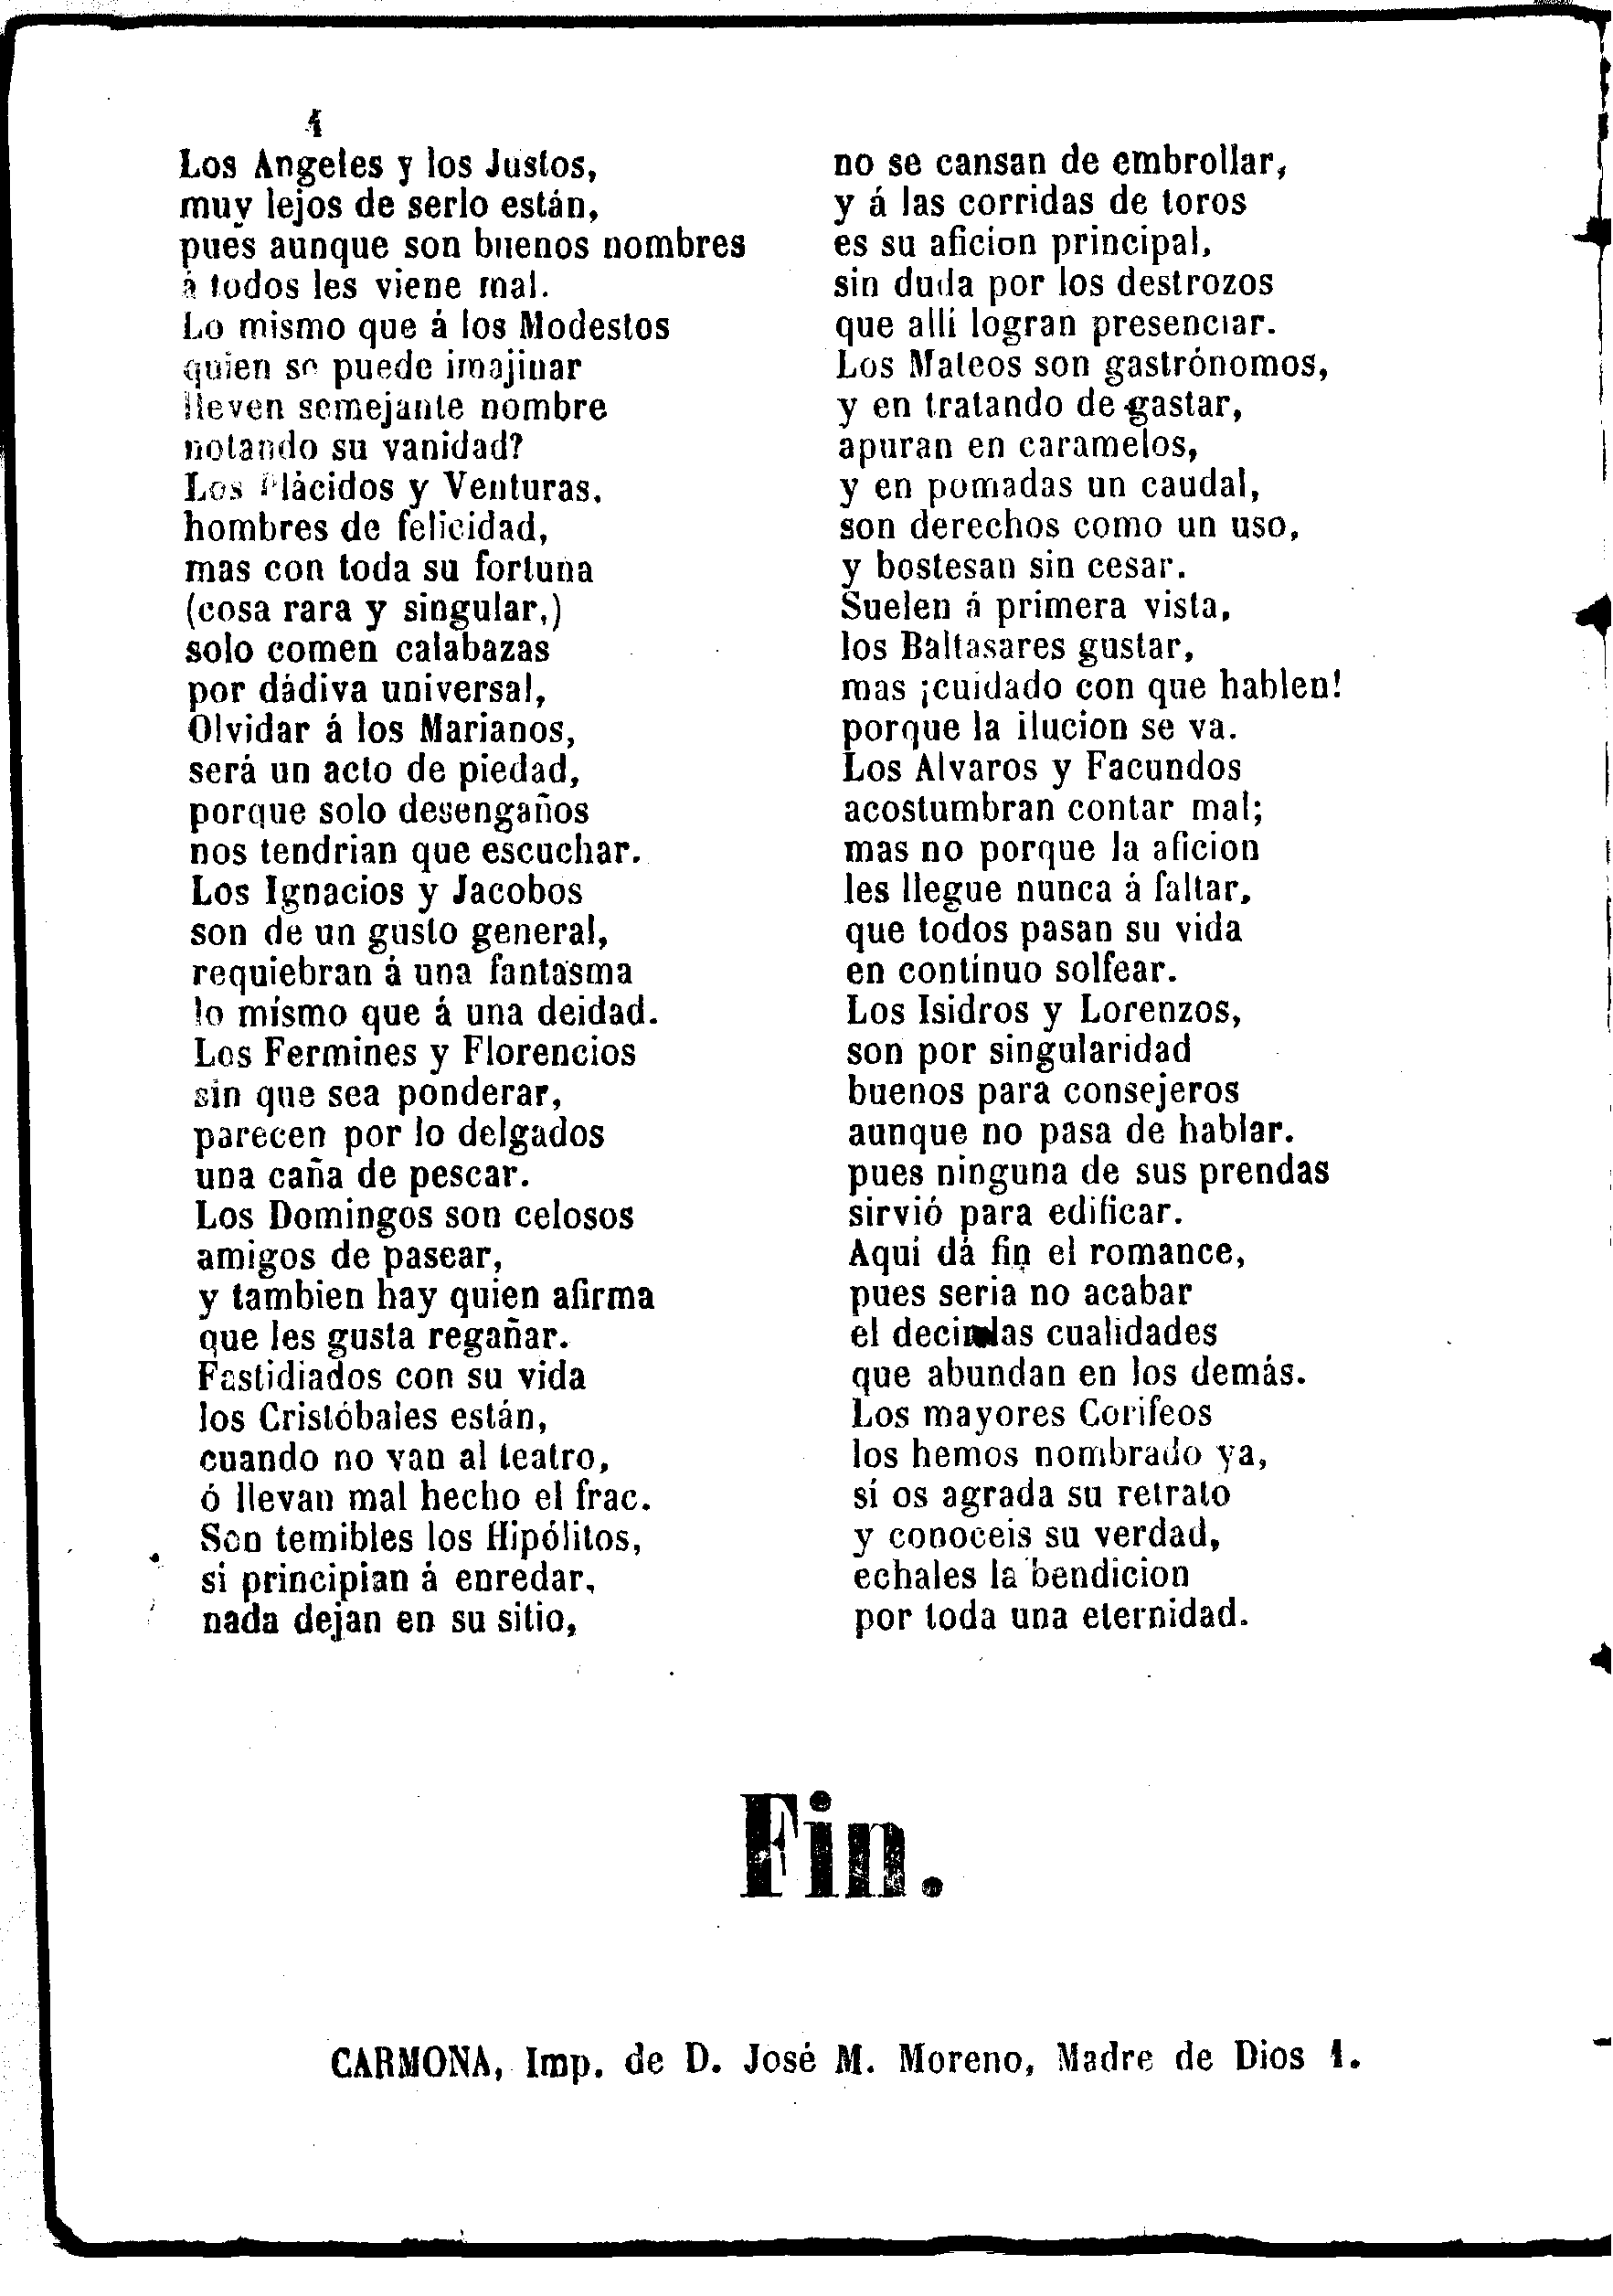 4
Los Angeles y los Justos,
muy lejos de serlo están,
pues aunque son buenos nombres
á todos les viene mal.
Lo mismo que á los Modestos
quien se puede imajinar
lleven semejante nombre
notando su vanidad?
Los Plácidos y Venturas,
hombres de felicidad,
mas con toda su fortuna
(cosa rara y singular,)
solo comen calabazas
por dádiva universal,
Olvidar á los Marianos,
será un acto de piedad,
porque solo desengaños
nos tendrian que escuchar.
Los Ignacios y Jacobos
son de un gusto general,
requiebran á una fantasma
lo mísmo que á una deidad.
Los Fermines y Florencios
sin que sea ponderar,
parecen por lo delgados
una caña de pescar.
Los Domingos son celosos
amigos de pasear,
y tambien hay quien afirma
que les gusta regañar.
Fastidiados con su vida
los Cristóbales están,
cuando no van al teatro,
ó llevan mal hecho el frac.
Son temibles los Hipólitos,
si principian á enredar,
nada dejan en su sitio,
no se cansan de embrollar,
y á las corridas de toros
es su aficion principal,
sin duda por los destrozos
que alli logran presenciar.
Los Mateos son gastrónomos,
y en tratando de gastar,
apuran en caramelos,
y en pomadas un caudal,
son derechos como un uso,
y bostesan sin cesar.
Suelen á primera vista,
los Baltasares gustar,
mas ¡cuidado con que hablen!
porque la ilucion se va.
Los Alvaros y Facundos
acostumbran contar mal;
mas no porque la aficion
les llegue nunca á faltar,
que todos pasan su vida
en contínuo solfear.
Los Isidros y Lorenzos,
son por singularidad
buenos para consejeros
aunque no pasa de hablar.
pues ninguna de sus prendas
sirvió para edificar.
Aqui dá fin el romance,
pues seria no acabar
el decir las cualidades
que abundan en los demás.
Los mayores Corifeos
los hemos nombrado ya,
sí os agrada su retrato
y conoceis su verdad,
echales la bendicion
por toda una eternidad.
Fin.
CARMONA, Imp. de D. José M. Moreno, Madre de Dios 1.